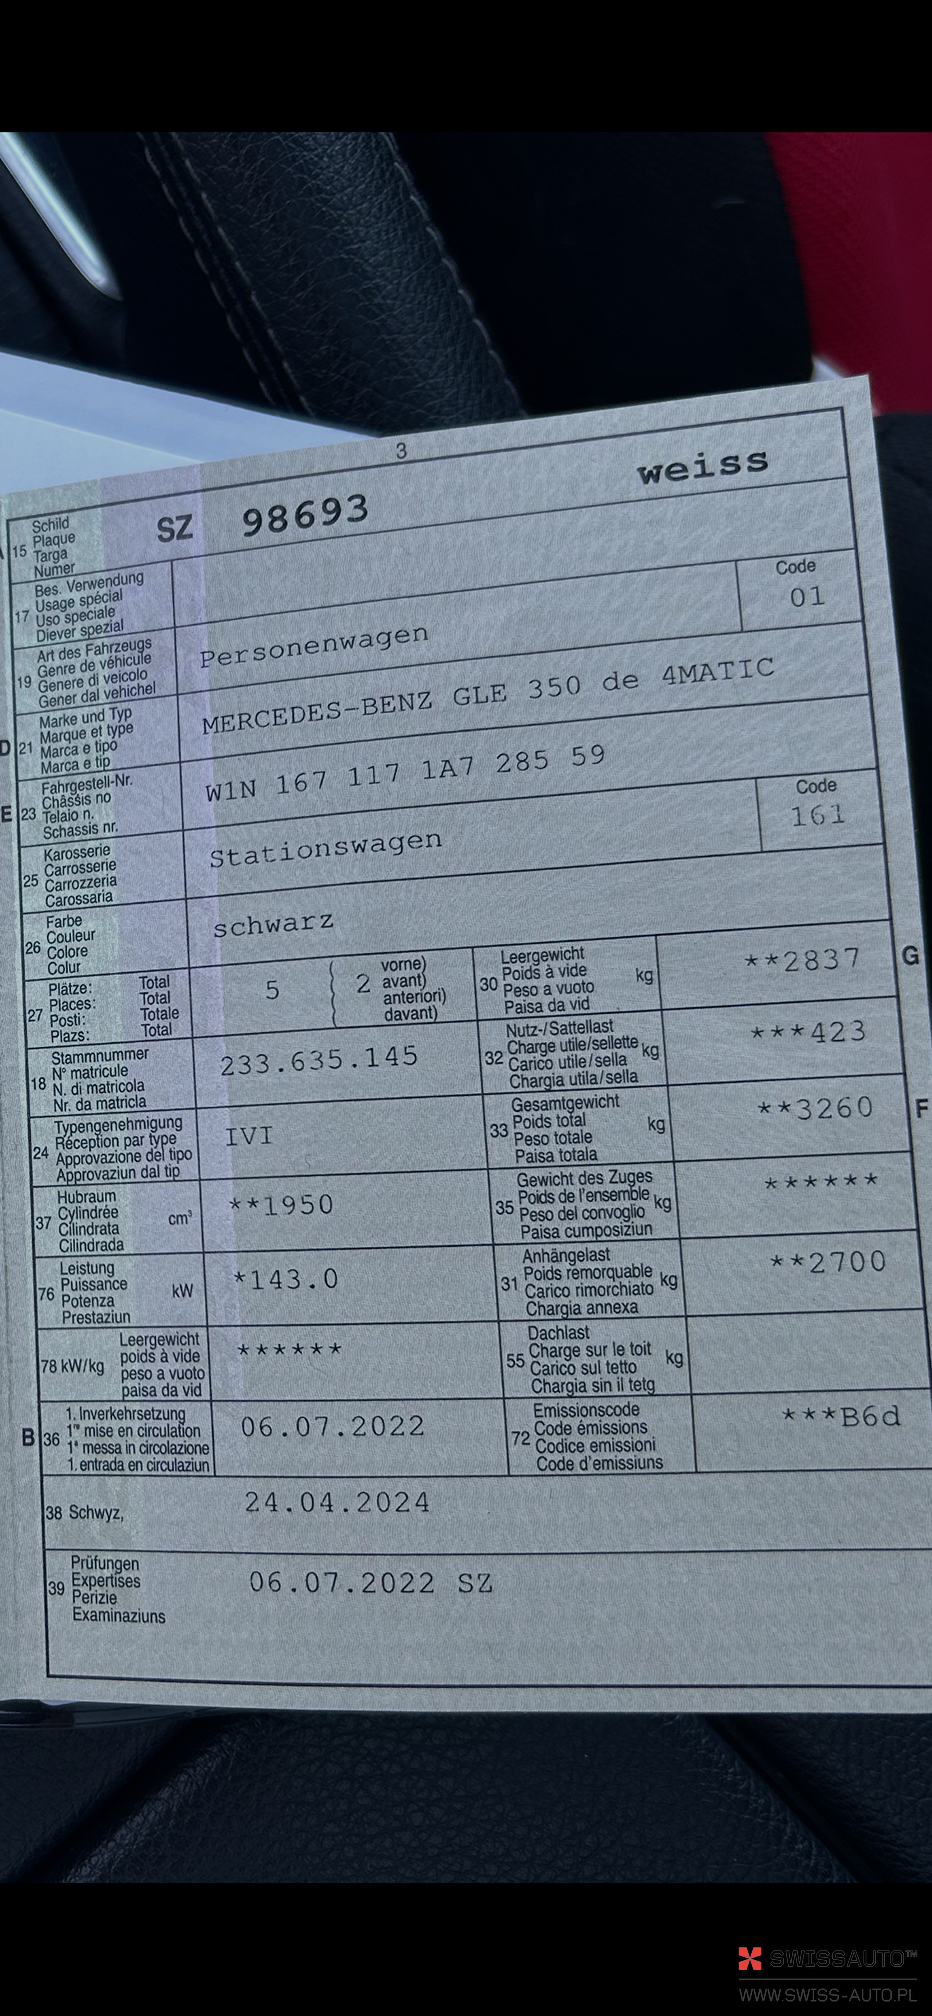 3
15 Schild
Plaque
Targa
Numer
SZ 98693 weiss
17 Bes. Verwendung
Usage spécial
Uso speciale
Diever spezial
19 Art des Fahrzeugs
Genre de véhicule
Genere di veicolo
Gener dal vehichel
Personenwagen
Code
01
D 21 Marke und Typ
Marque et type
Marca e tipo
Marca e tip
MERCEDES-BENZ GLE 350 de 4MATIC
E 23 Fahrgestell-Nr.
Châssis no
Telaio n.
Schassis nr.
W1N 167 117 1A7 285 59
25 Karosserie
Carrosserie
Carrozzeria
Carossaria
Stationswagen
Code
161
26 Farbe
Couleur
Colore
Colur
schwarz
27 Plätze: Total
Places: Total
Posti: Totale
Plazs: Total
5 ( 2 vorne)
avant)
anteriori)
davant)
30 Leergewicht
Poids à vide
Peso a vuoto
Paisa da vid
kg
**2837 G
18 Stammnummer
N° matricule
N. di matricola
Nr. da matricla
233.635.145
32 Nutz-/Sattellast
Charge utile/sellette
Carico utile/sella
Chargia utila/sella
kg
***423
24 Typengenehmigung
Réception par type
Approvazione del tipo
Approvaziun dal tip
IVI
33 Gesamtgewicht
Poids total
Peso totale
Paisa totala
kg
**3260 F
37 Hubraum
Cylindrée
Cilindrata
Cilindrada
cm³
**1950
35 Gewicht des Zuges
Poids de l'ensemble
Peso del convoglio
Paisa cumposiziun
kg
******
76 Leistung
Puissance
Potenza
Prestaziun
kW
*143.0
31 Anhängelast
Poids remorquable
Carico rimorchiato
Chargia annexa
kg
**2700
78 kW/kg Leergewicht
poids à vide
peso a vuoto
paisa da vid
******
55 Dachlast
Charge sur le toit
Carico sul tetto
Chargia sin il tetg
kg
B 36 1. Inverkehrsetzung
1re mise en circulation
1a messa in circolazione
1. entrada en circulaziun
06.07.2022
72 Emissionscode
Code émissions
Codice emissioni
Code d'emissiuns
***B6d
38 Schwyz, 24.04.2024
39 Prüfungen
Expertises
Perizie
Examinaziuns
06.07.2022 SZ
SWISSAUTO™
WWW.SWISS-AUTO.PL